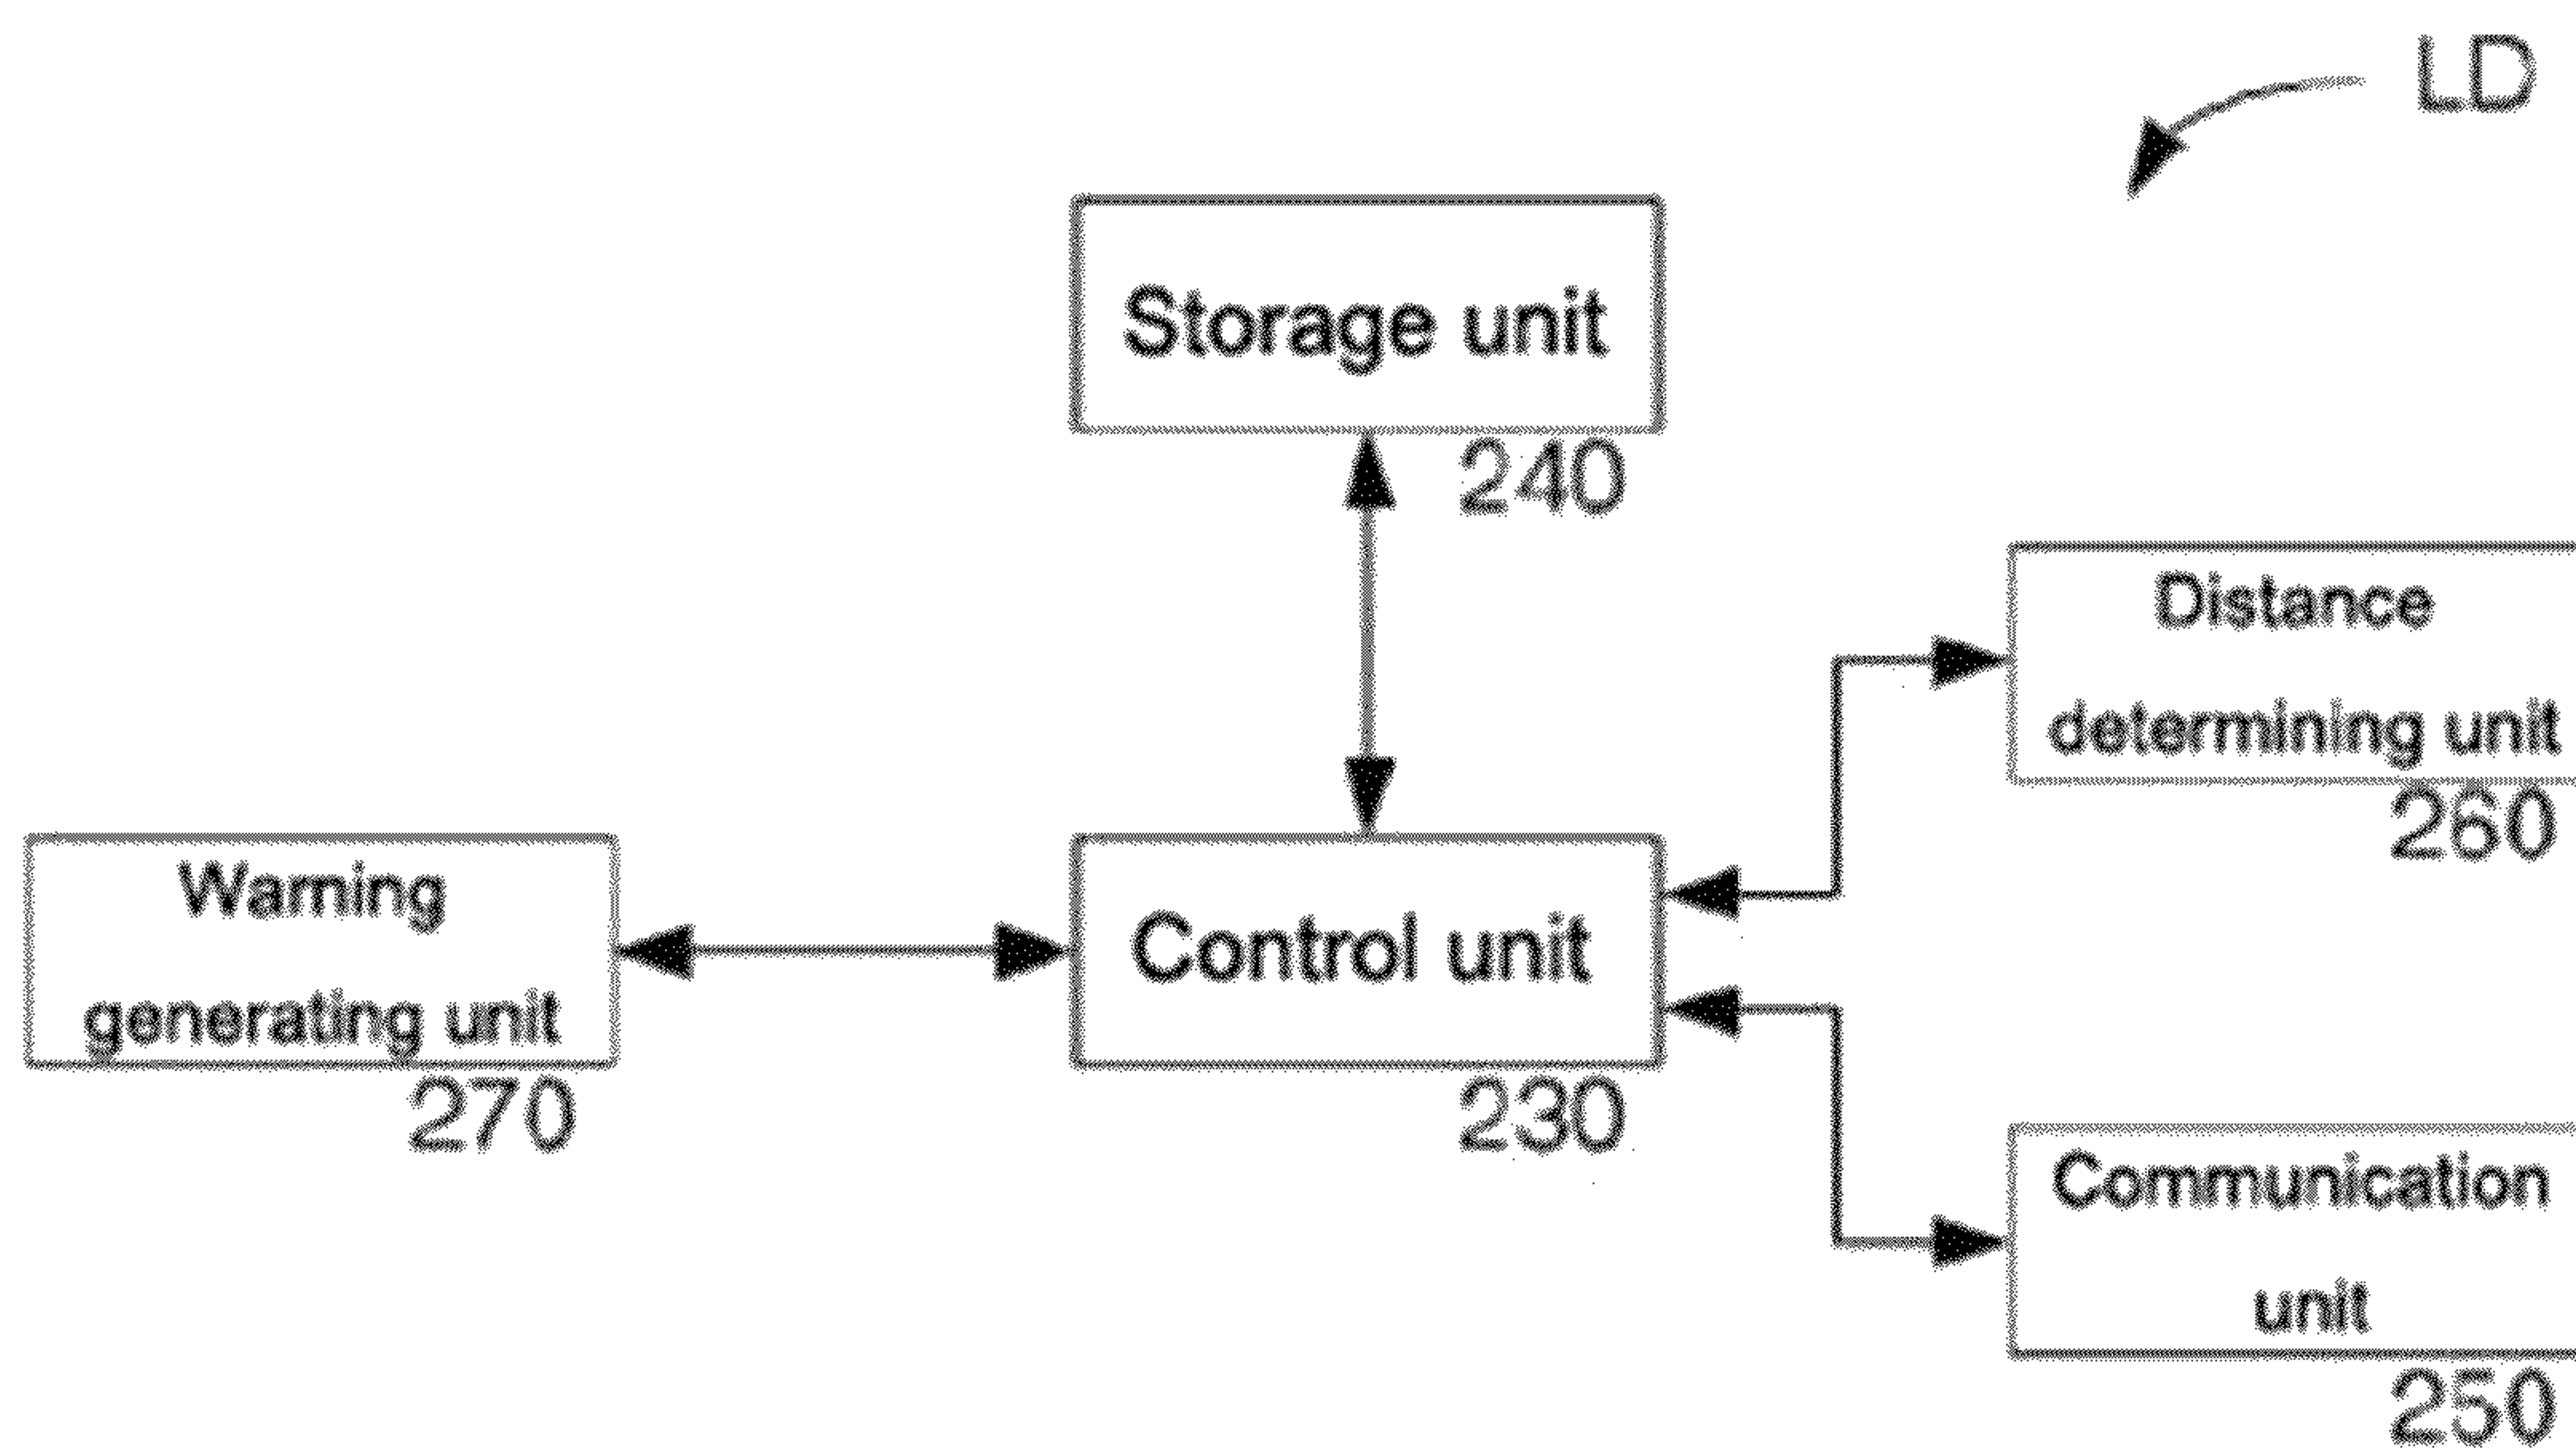 LD
Storage unit
240
Distance
determining unit
260
Warning
generating unit
270
Control unit
230
Communication
unit
250